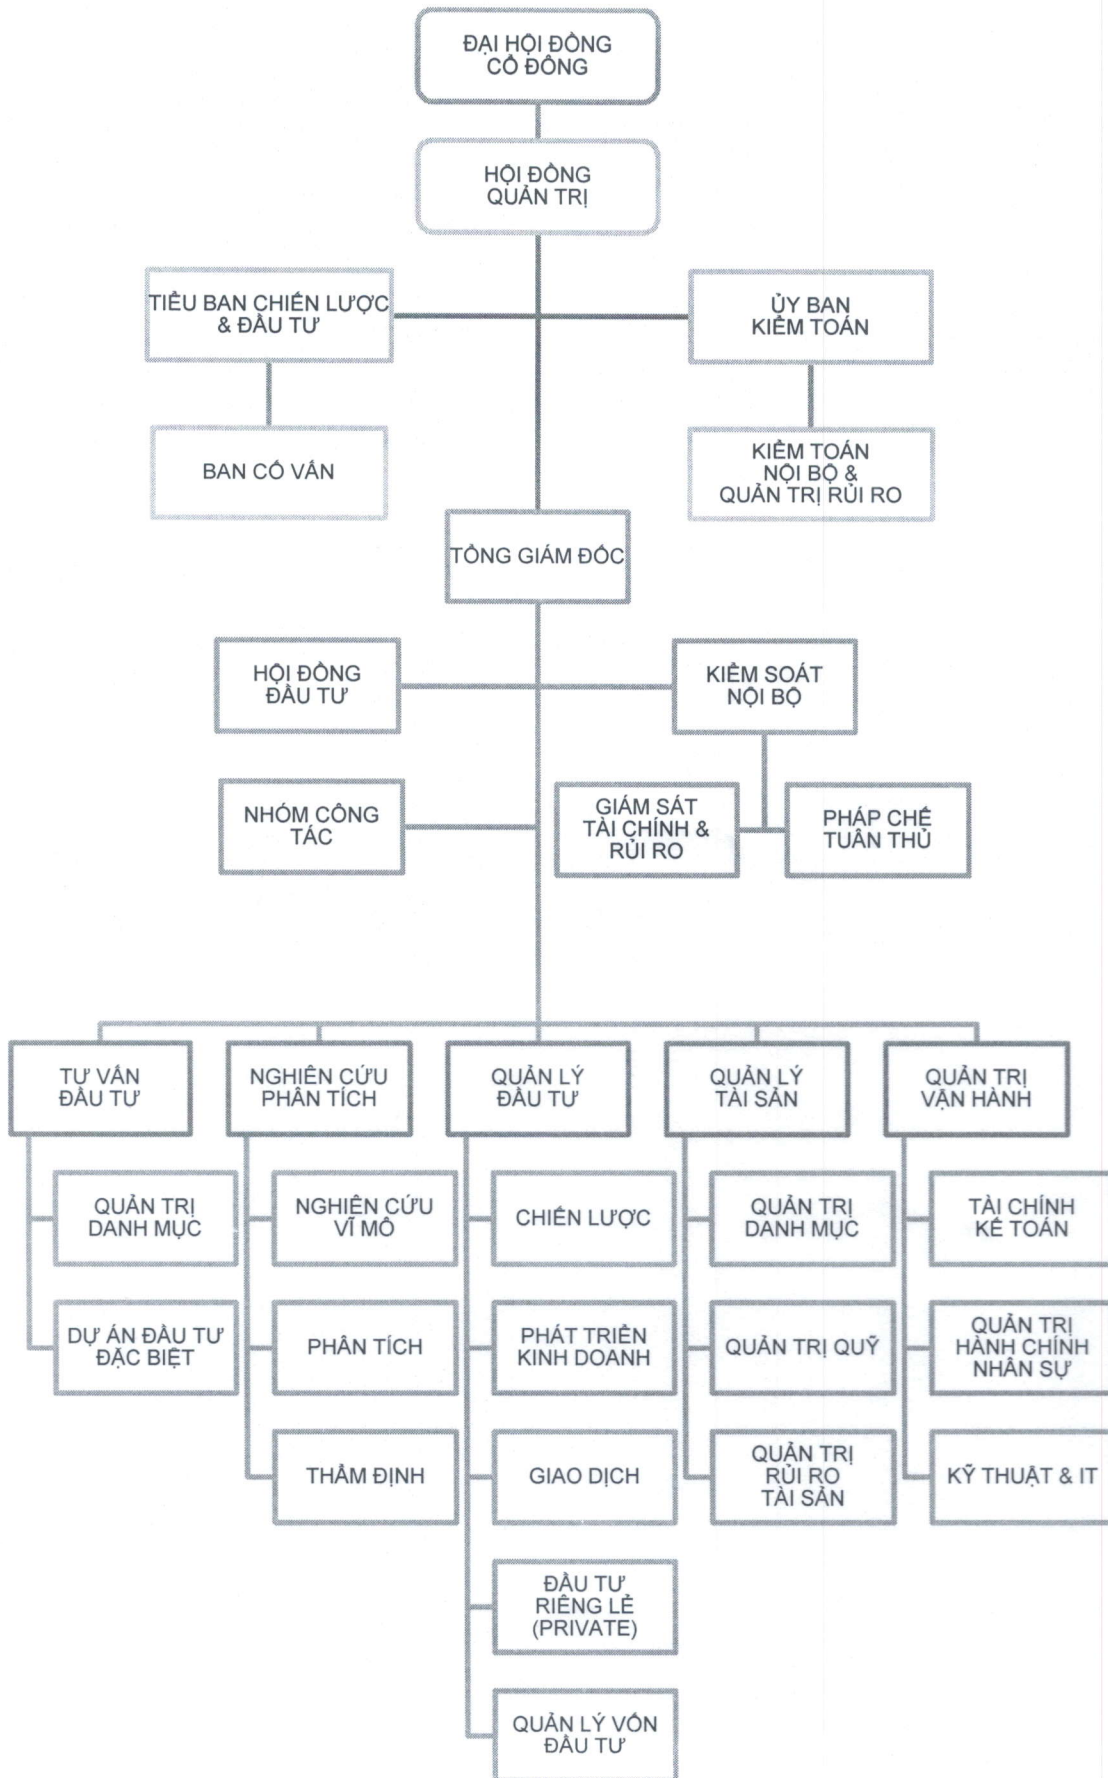 ĐẠI HỘI ĐỒNG
CỔ ĐÔNG
HỘI ĐỒNG
QUẢN TRỊ
TIỂU BAN CHIẾN LƯỢC
& ĐẦU TƯ
ỦY BAN
KIỂM TOÁN
BAN CỐ VẤN
KIỂM TOÁN
NỘI BỘ &
QUẢN TRỊ RỦI RO
TỔNG GIÁM ĐỐC
HỘI ĐỒNG
ĐẦU TƯ
KIỂM SOÁT
NỘI BỘ
NHÓM CÔNG
TÁC
GIÁM SÁT
TÀI CHÍNH &
RỦI RO
PHÁP CHẾ
TUÂN THỦ
TƯ VẤN
ĐẦU TƯ
NGHIÊN CỨU
PHÂN TÍCH
QUẢN LÝ
ĐẦU TƯ
QUẢN LÝ
TÀI SẢN
QUẢN TRỊ
VẬN HÀNH
QUẢN TRỊ
DANH MỤC
NGHIÊN CỨU
VĨ MÔ
CHIẾN LƯỢC
QUẢN TRỊ
DANH MỤC
TÀI CHÍNH
KẾ TOÁN
DỰ ÁN ĐẦU TƯ
ĐẶC BIỆT
PHÂN TÍCH
PHÁT TRIỂN
KINH DOANH
QUẢN TRỊ QUỸ
QUẢN TRỊ
HÀNH CHÍNH
NHÂN SỰ
THẨM ĐỊNH
GIAO DỊCH
QUẢN TRỊ
RỦI RO
TÀI SẢN
KỸ THUẬT & IT
ĐẦU TƯ
RIÊNG LẺ
(PRIVATE)
QUẢN LÝ VỐN
ĐẦU TƯ